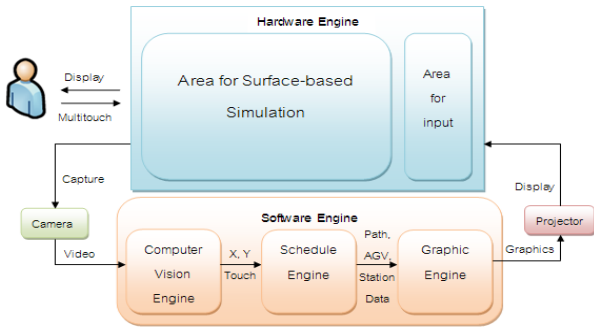 Hardware Engine
Area for Surface-based
Simulation
Area
for
input
Display
Multitouch
Capture
Camera
Video
Software Engine
Computer
Vision
Engine
X, Y
Touch
Schedule
Engine
Path,
AGV,
Station
Data
Graphic
Engine
Graphics
Projector
Display